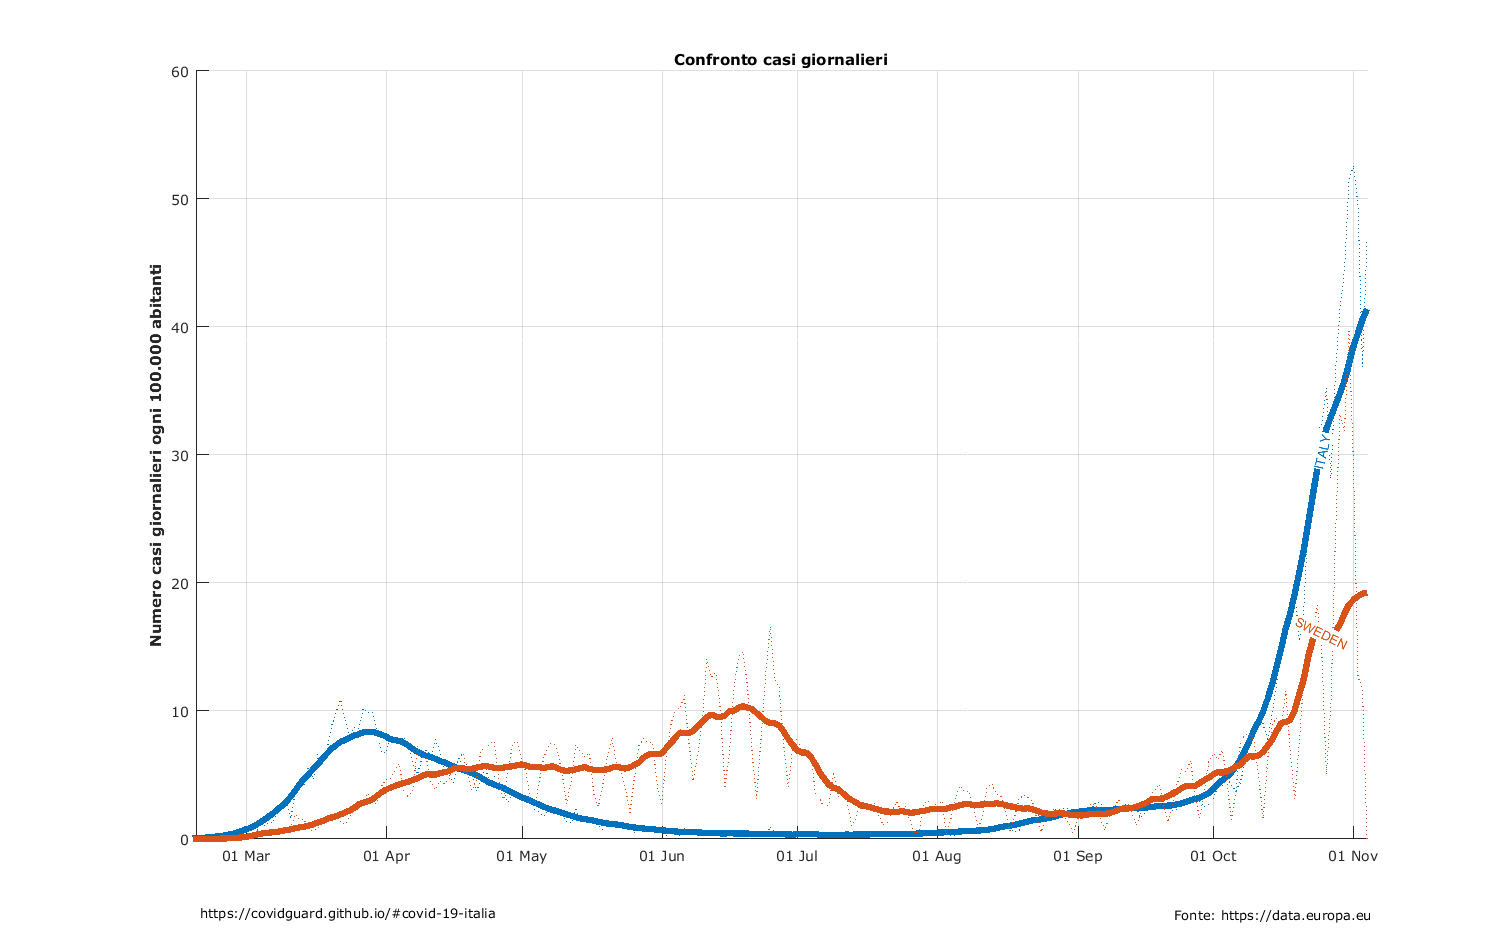 Confronto casi giornalieri
Numero casi giornalieri ogni 100.000 abitanti
60
50
40
30
20
10
0
ITALY
SWEDEN
01 Mar
01 Apr
01 May
01 Jun
01 Jul
01 Aug
01 Sep
01 Oct
01 Nov
https://covidguard.github.io/#covid-19-italia
Fonte: https://data.europa.eu